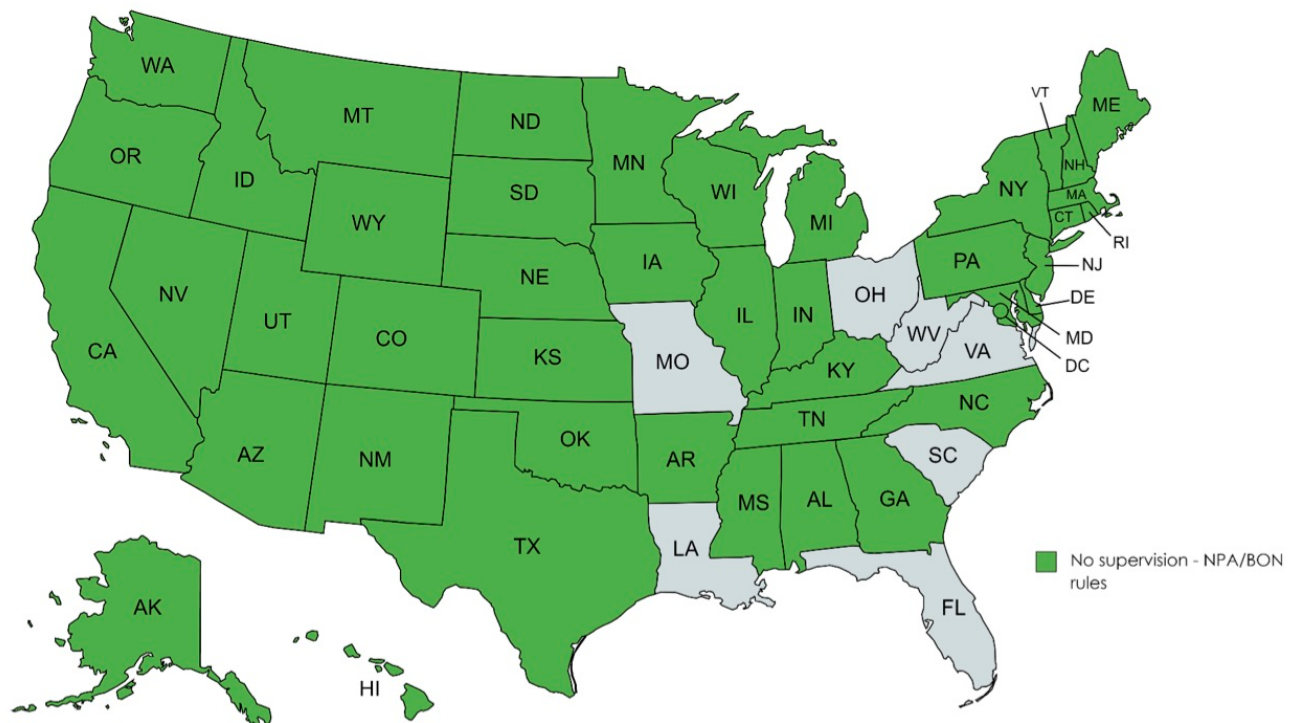 WA
MT
ND
MN
VT
ME
OR
ID
SD
WI
NY
NH
WY
MI
MA
CT
RI
IA
PA
NJ
NE
NV
OH
DE
UT
IL
IN
CO
WV
MD
CA
KS
MO
VA
DC
KY
NC
TN
OK
AZ
NM
AR
SC
MS
AL
GA
TX
LA
No supervision - NPA/BON
rules
AK
FL
HI